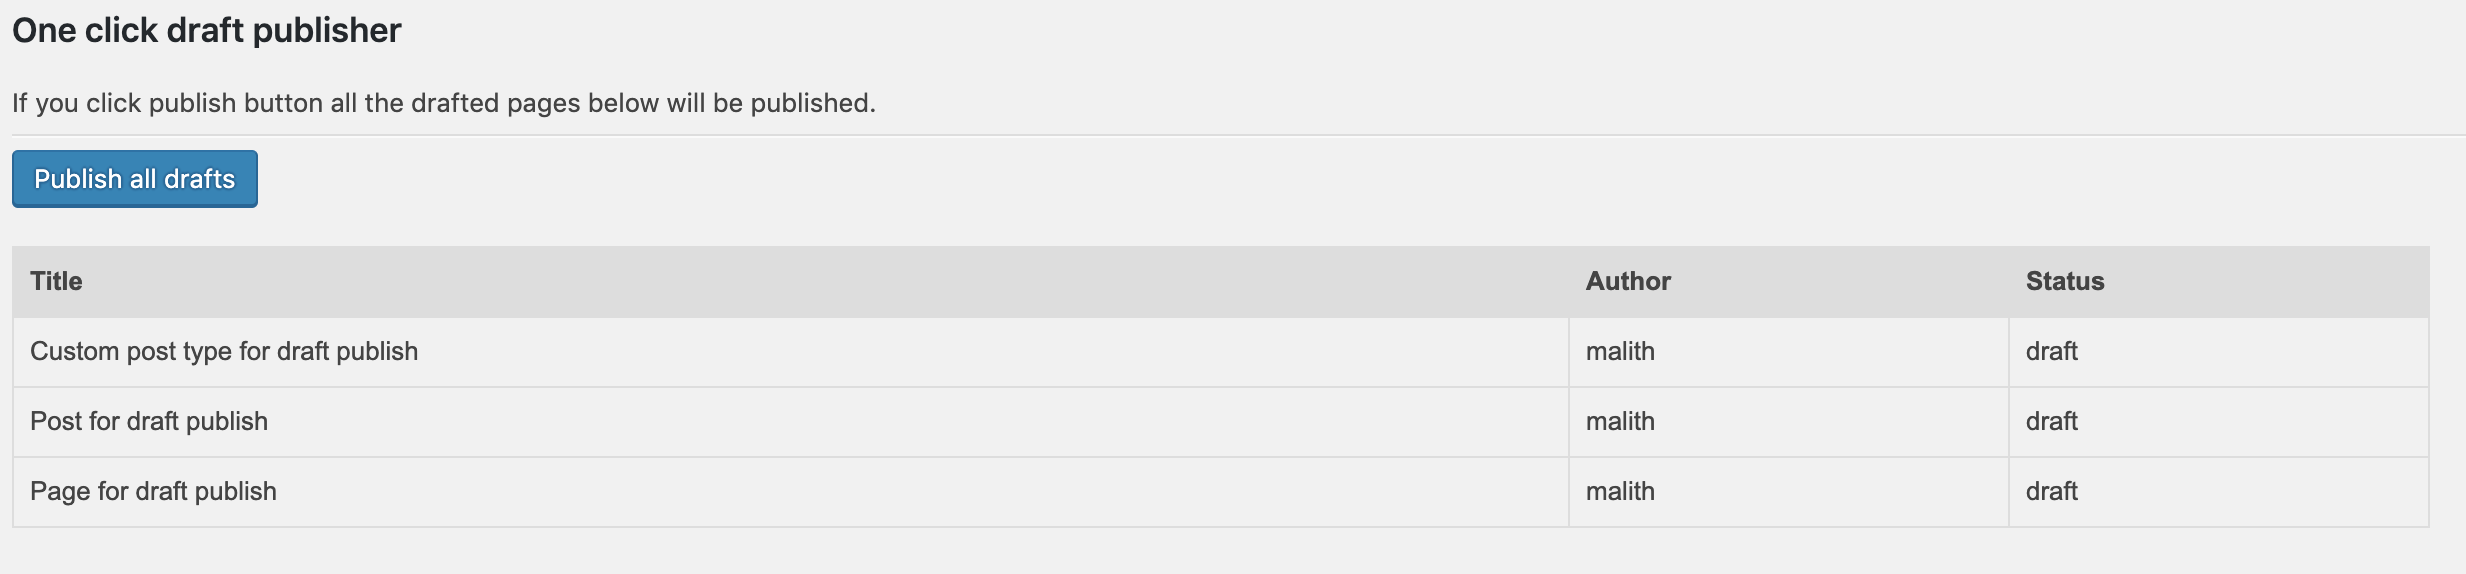 One click draft publisher
If you click publish button all the drafted pages below will be published.
Publish all drafts
Title Author Status
Custom post type for draft publish malith draft
Post for draft publish malith draft
Page for draft publish malith draft